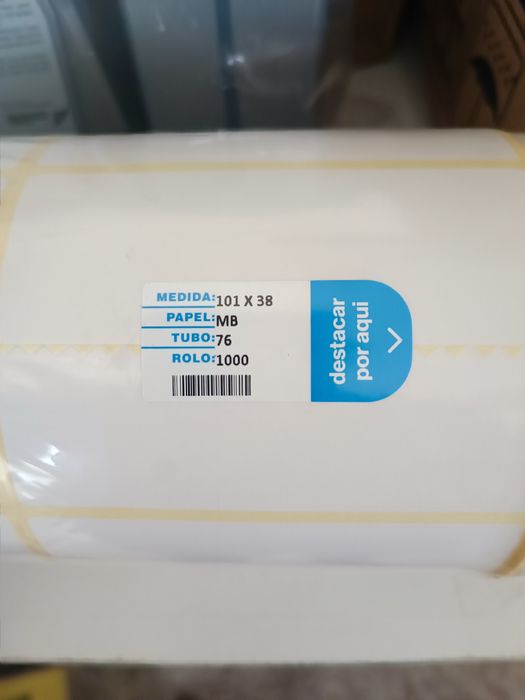 MEDIDA: 101 X 38
PAPEL: MB
TUBO: 76
ROLO: 1000
destacar
por aqui